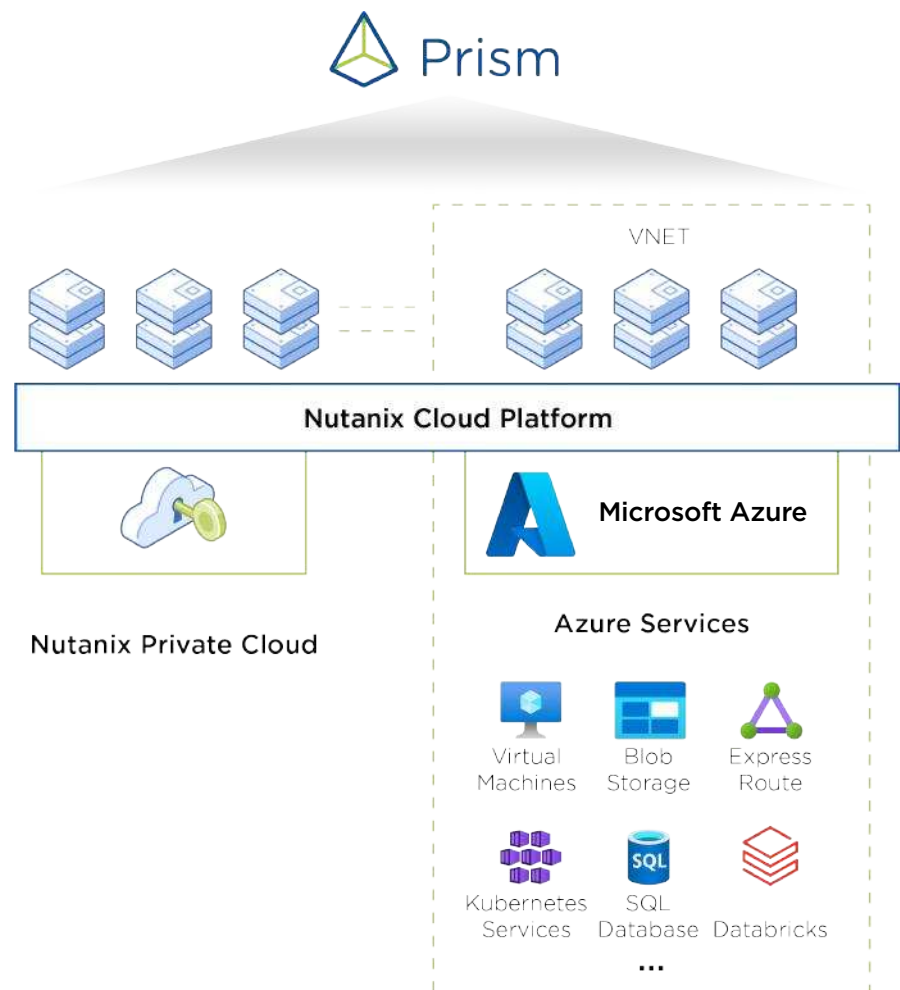 Prism
VNET
Nutanix Cloud Platform
Microsoft Azure
Nutanix Private Cloud
Azure Services
Virtual
Machines
Blob
Storage
Express
Route
Kubernetes
Services
SQL
SQL
Database
Databricks
...